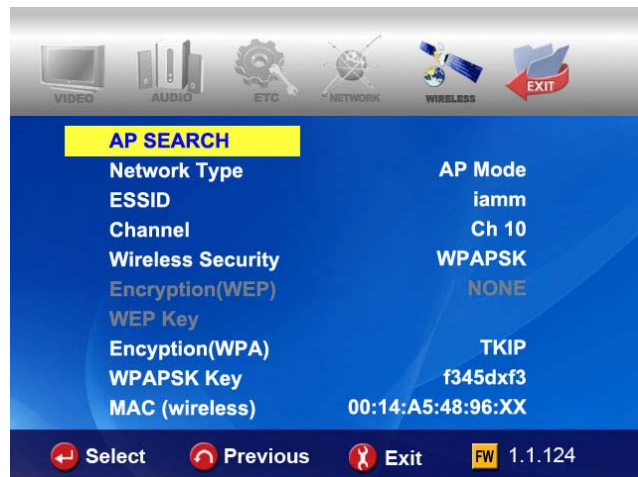 VIDEO AUDIO ETC NETWORK WIRELESS EXIT
AP SEARCH
Network Type AP Mode
ESSID iamm
Channel Ch 10
Wireless Security WPAPSK
Encryption(WEP) NONE
WEP Key
Encyption(WPA) TKIP
WPAPSK Key f345dxf3
MAC (wireless) 00:14:A5:48:96:XX
Select Previous Exit FW 1.1.124